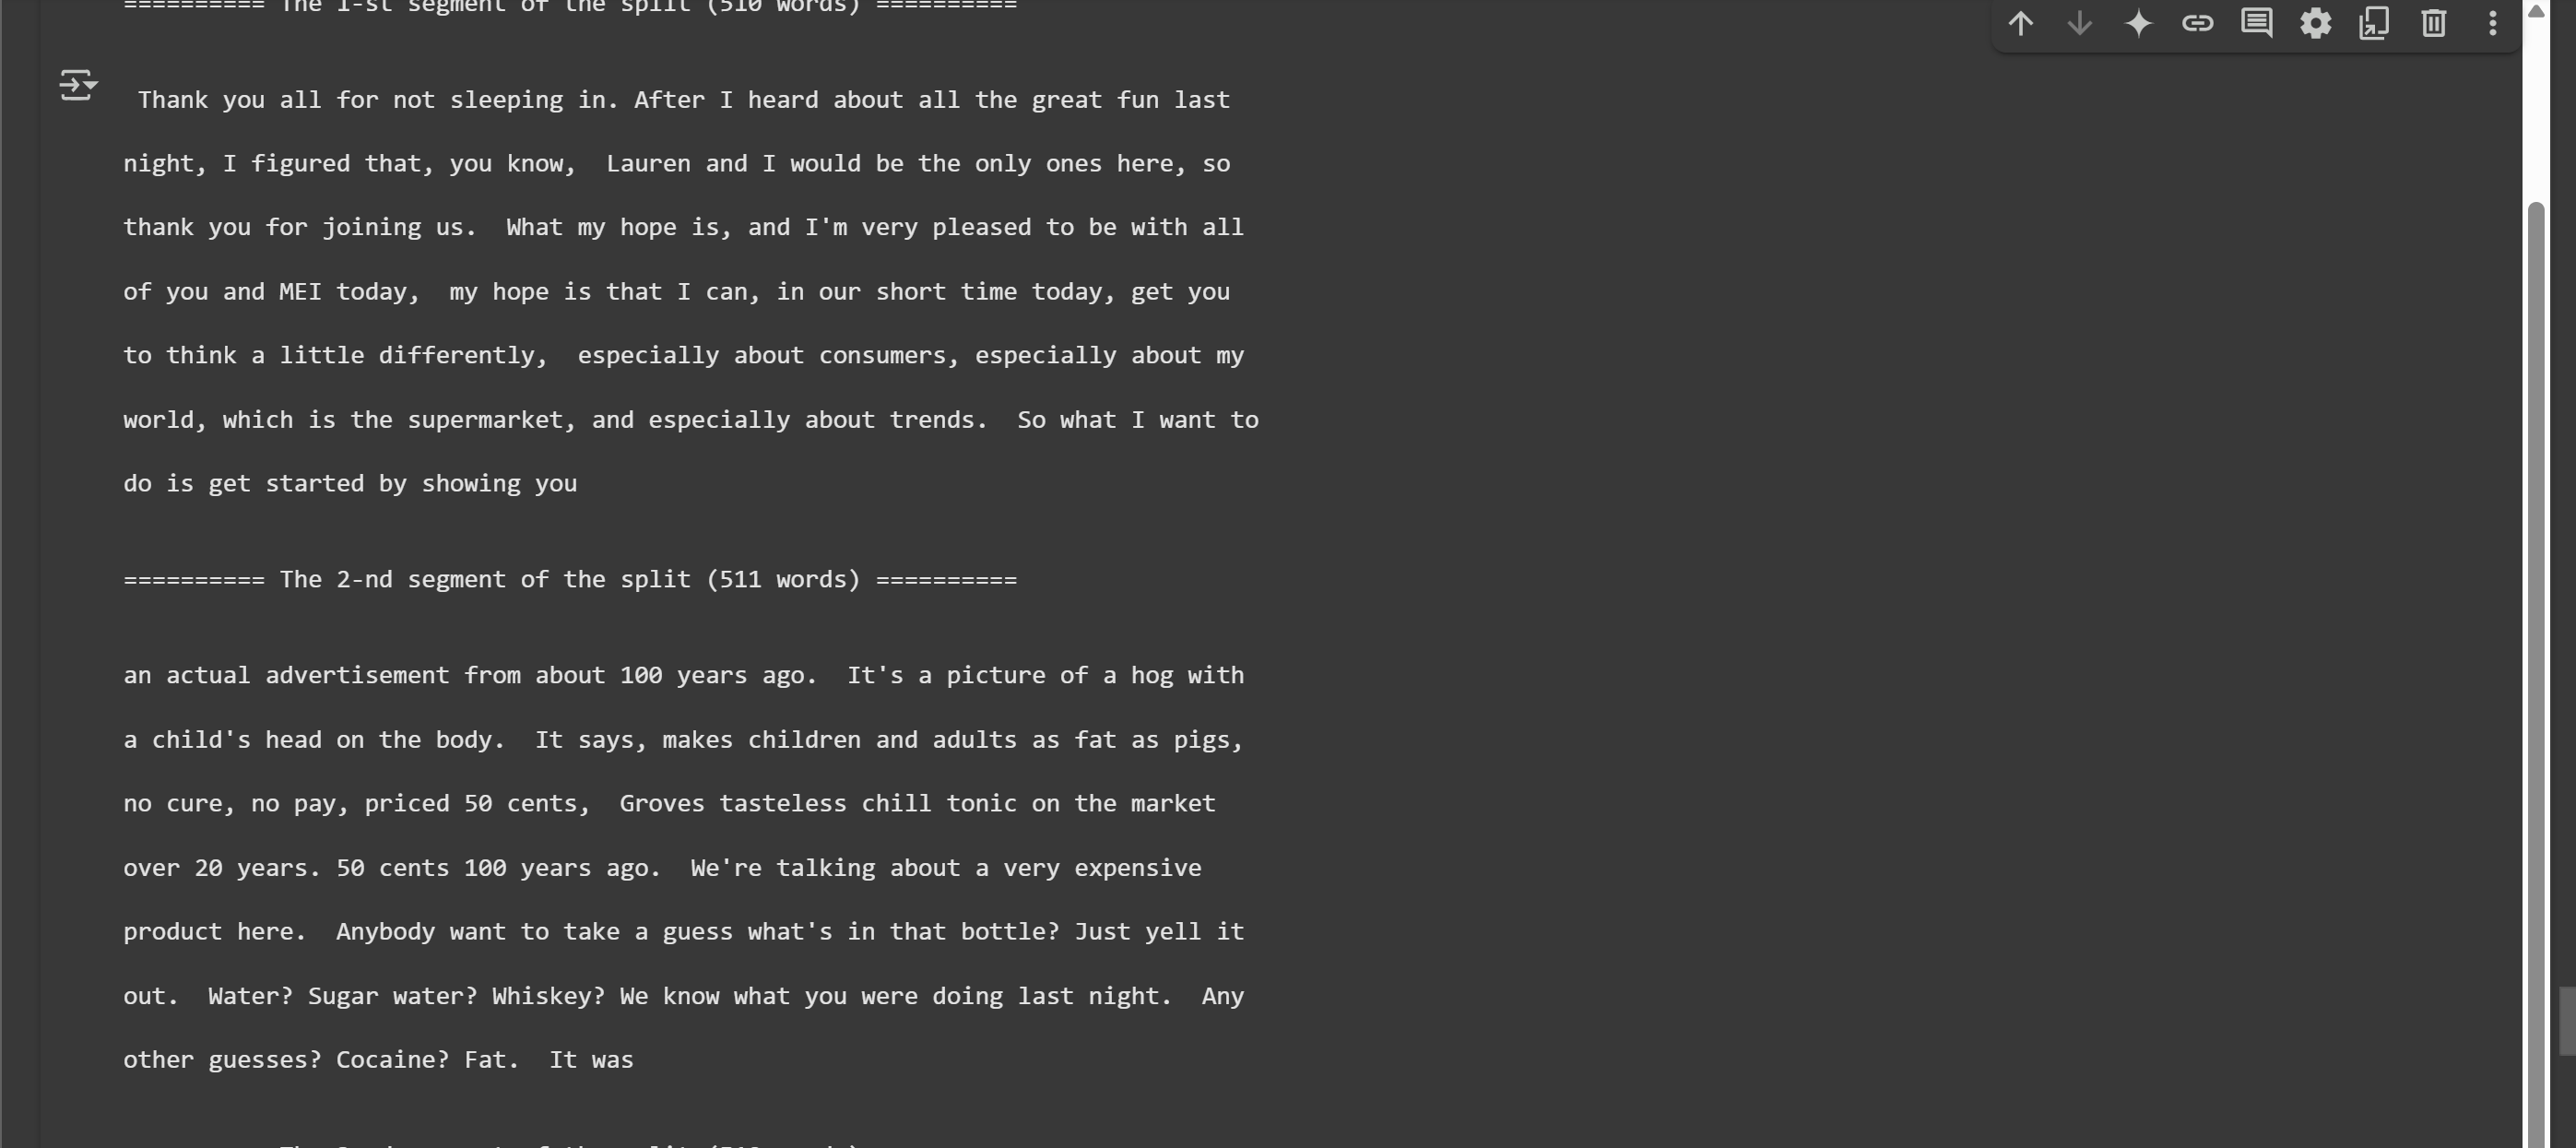 ========== The 1-st segment of the split (510 words) ==========
Thank you all for not sleeping in. After I heard about all the great fun last
night, I figured that, you know,  Lauren and I would be the only ones here, so
thank you for joining us.  What my hope is, and I'm very pleased to be with all
of you and MEI today,  my hope is that I can, in our short time today, get you
to think a little differently,  especially about consumers, especially about my
world, which is the supermarket, and especially about trends.  So what I want to
do is get started by showing you
========== The 2-nd segment of the split (511 words) ==========
an actual advertisement from about 100 years ago.  It's a picture of a hog with
a child's head on the body.  It says, makes children and adults as fat as pigs,
no cure, no pay, priced 50 cents,  Groves tasteless chill tonic on the market
over 20 years. 50 cents 100 years ago.  We're talking about a very expensive
product here.  Anybody want to take a guess what's in that bottle? Just yell it
out.  Water? Sugar water? Whiskey? We know what you were doing last night.  Any
other guesses? Cocaine? Fat.  It was